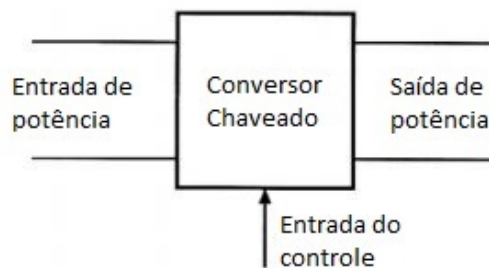 Entrada de
potência
Conversor
Chaveado
Saída de
potência
Entrada do
controle